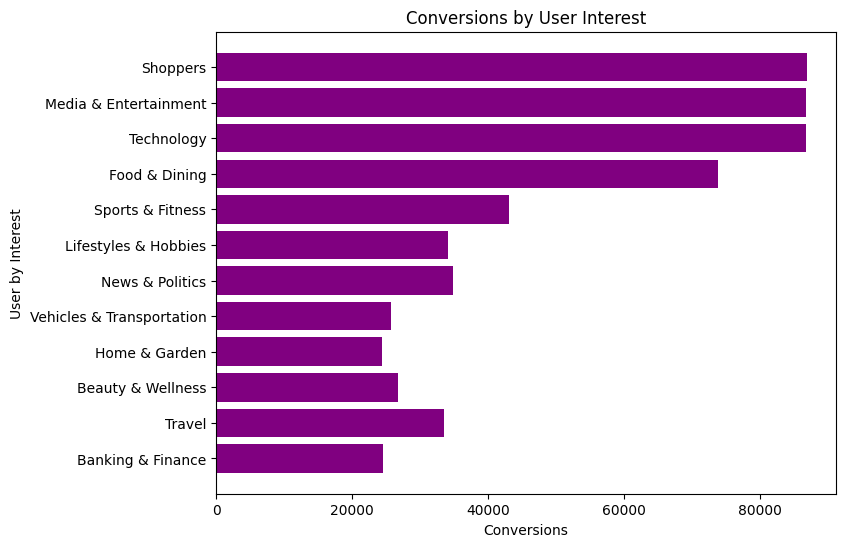 Conversions by User Interest
User by Interest
Shoppers
Media & Entertainment
Technology
Food & Dining
Sports & Fitness
Lifestyles & Hobbies
News & Politics
Vehicles & Transportation
Home & Garden
Beauty & Wellness
Travel
Banking & Finance
0 20000 40000 60000 80000
Conversions